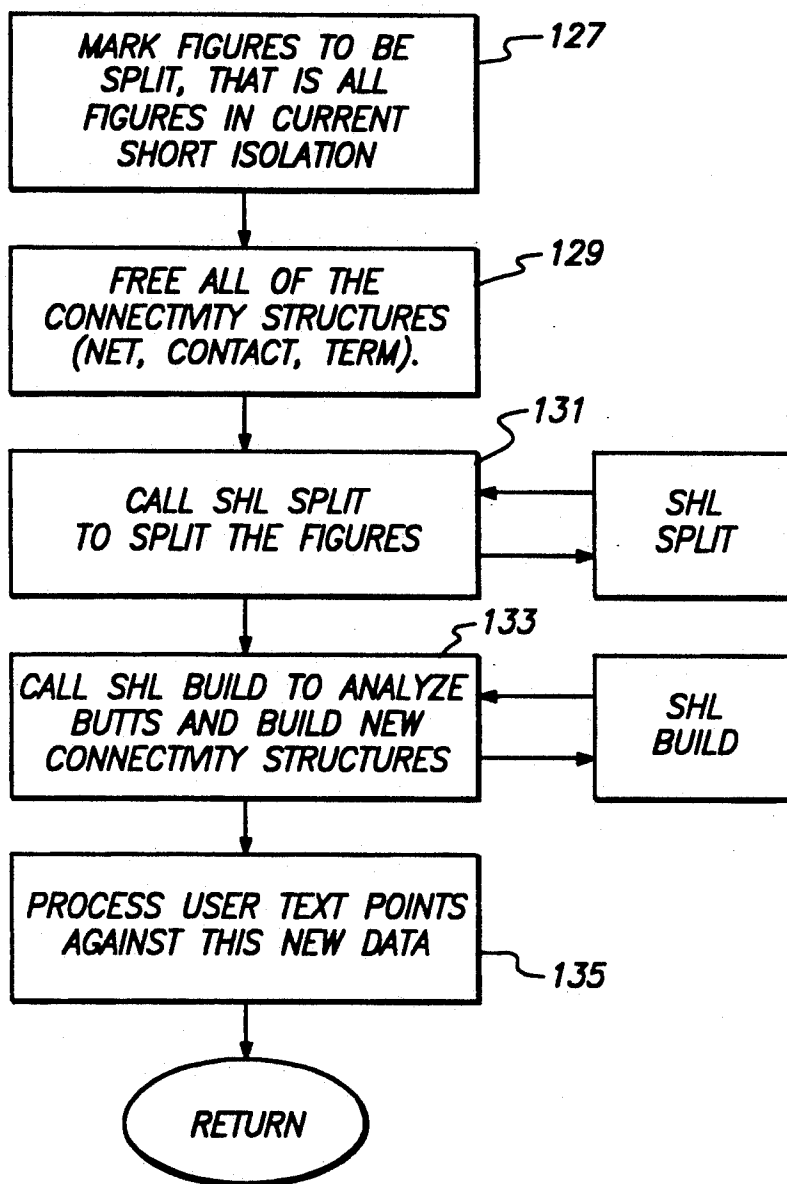 MARK FIGURES TO BE
SPLIT, THAT IS ALL
FIGURES IN CURRENT
SHORT ISOLATION
127
FREE ALL OF THE
CONNECTIVITY STRUCTURES
(NET, CONTACT, TERM).
129
CALL SHL SPLIT
TO SPLIT THE FIGURES
131
SHL
SPLIT
CALL SHL BUILD TO ANALYZE
BUTTS AND BUILD NEW
CONNECTIVITY STRUCTURES
133
SHL
BUILD
PROCESS USER TEXT POINTS
AGAINST THIS NEW DATA
135
RETURN